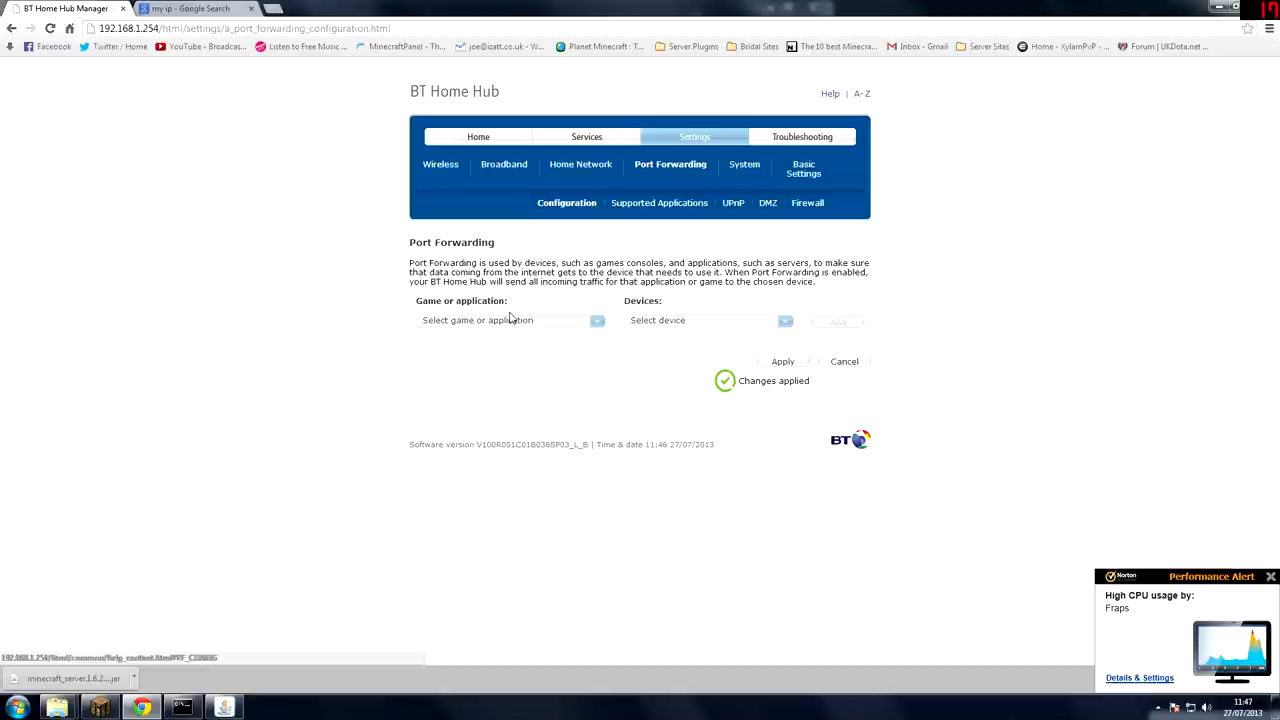 BT Home Hub Manager
my ip - Google Search
192.168.1.254/html/settings/a_port_forwarding_configuration.html
Facebook
Twitter / Home
YouTube - Broadcas...
Listen to Free Music ...
MinecraftPanel - Th...
joe@izatt.co.uk - W...
Planet Minecraft : T...
Server Plugins
Bridal Sites
The 10 best Minecra...
Inbox - Gmail
Server Sites
Home - XylamPvP - ...
Forum | UKDota.net ...
BT Home Hub
Help | A-Z
Home
Services
Settings
Troubleshooting
Wireless
Broadband
Home Network
Port Forwarding
System
Basic Settings
Configuration
Supported Applications
UPnP
DMZ
Firewall
Port Forwarding
Port Forwarding is used by devices, such as games consoles, and applications, such as servers, to make sure
that data coming from the internet gets to the device that needs to use it. When Port Forwarding is enabled,
your BT Home Hub will send all incoming traffic for that application or game to the chosen device.
Game or application:
Devices:
Select game or application
Select device
Add
Apply
Cancel
Changes applied
Software version V100R001C01B036SP03_L_B | Time & date 11:46 27/07/2013
BT
Norton
Performance Alert
High CPU usage by:
Fraps
Details & Settings
minecraft_server.1.6.2....jar
11:47
27/07/2013